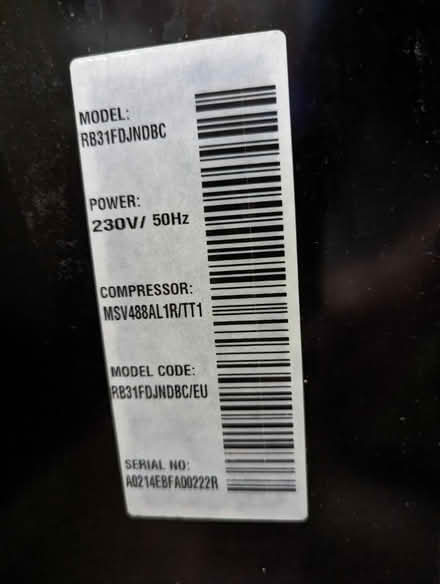 MODEL:
RB31FDJNDBC
POWER:
230V/ 50Hz
COMPRESSOR:
MSV488AL1R/TT1
MODEL CODE:
RB31FDJNDBC/EU
SERIAL NO:
A0214EBFA00222R